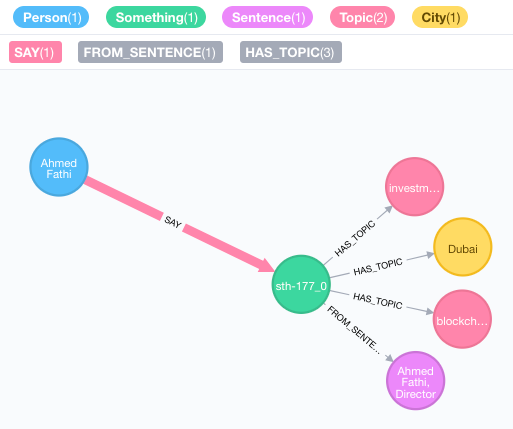 Person(1) Something(1) Sentence(1) Topic(2) City(1)
SAY(1) FROM_SENTENCE(1) HAS_TOPIC(3)
Ahmed
Fathi
SAY
sth-177_0
HAS_TOPIC
investm...
HAS_TOPIC
Dubai
HAS_TOPIC
blockch...
FROM_SENTE...
Ahmed
Fathi,
Director